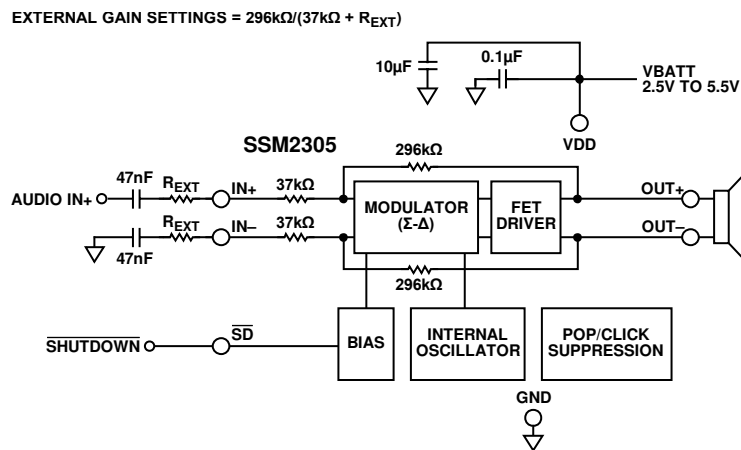 EXTERNAL GAIN SETTINGS = 296kΩ/(37kΩ + REXT)
10µF
0.1µF
VBATT
2.5V TO 5.5V
VDD
SSM2305
296kΩ
47nF
REXT
IN+
37kΩ
AUDIO IN+
MODULATOR
(Σ-Δ)
FET
DRIVER
OUT+
REXT
IN–
37kΩ
OUT–
47nF
296kΩ
SHUTDOWN
SD
BIAS
INTERNAL
OSCILLATOR
POP/CLICK
SUPPRESSION
GND